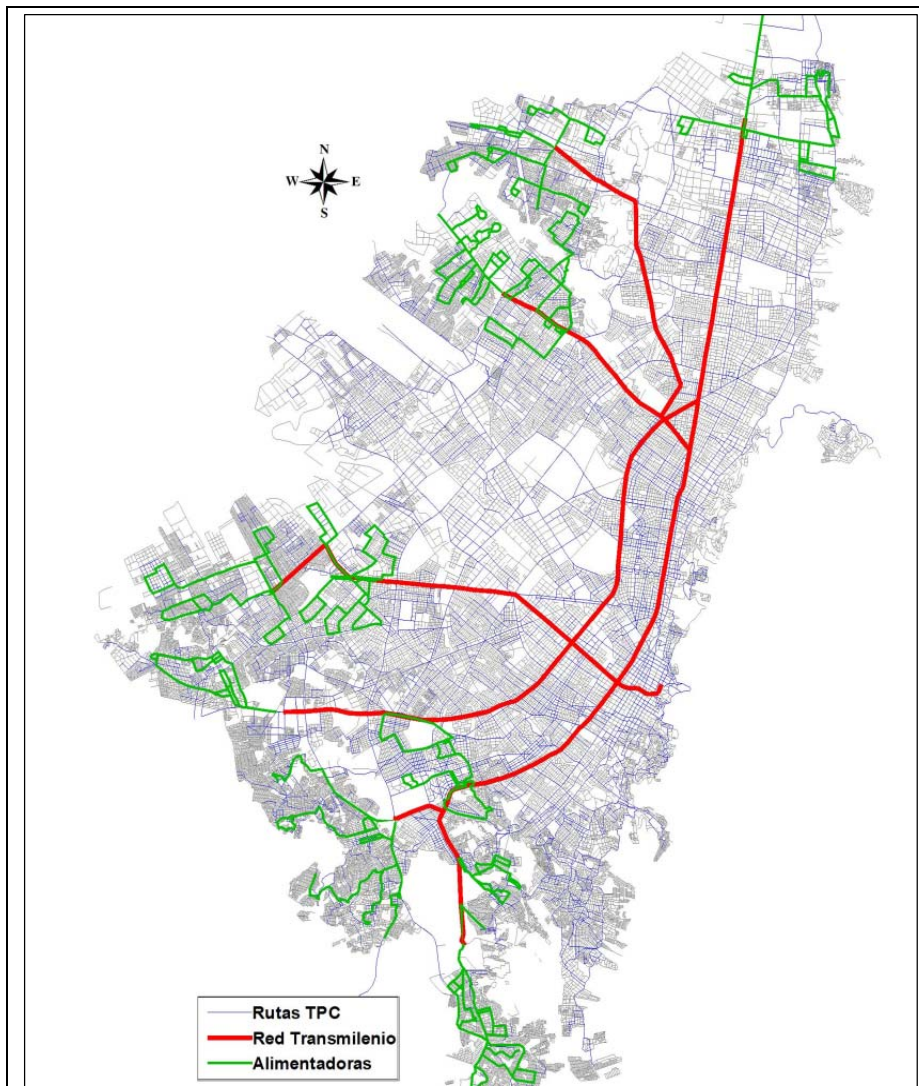 N
W E
S
Rutas TPC
Red Transmilenio
Alimentadoras